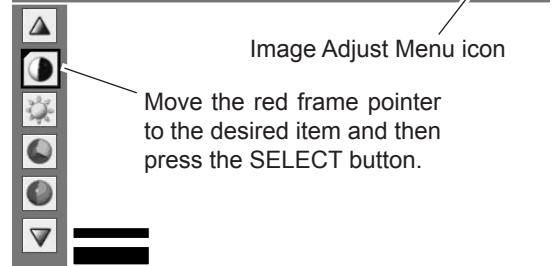 Image Adjust Menu icon
Move the red frame pointer
to the desired item and then
press the SELECT button.